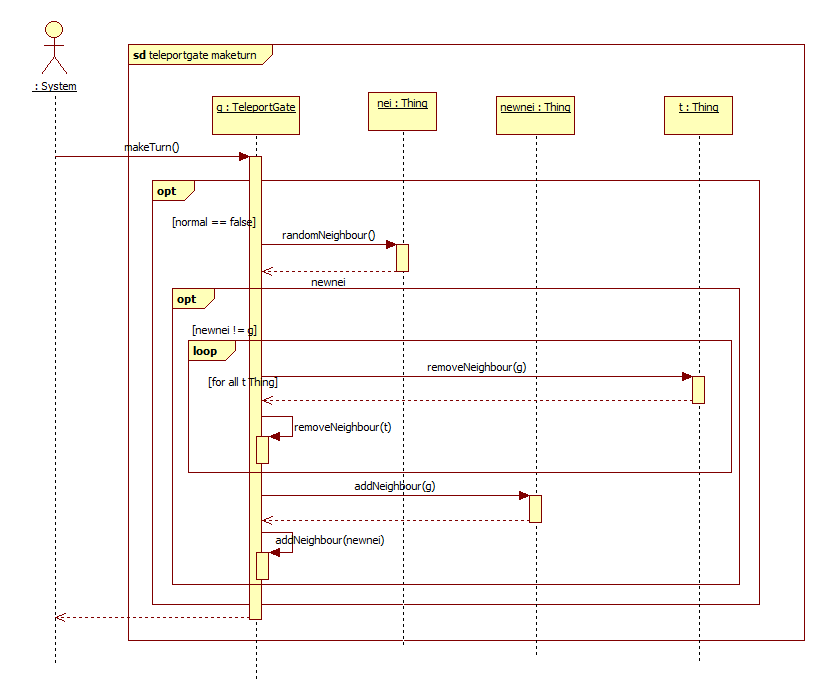 sd teleportgate maketurn
: System
g : TeleportGate
nei : Thing
newnei : Thing
t : Thing
makeTurn()
opt
[normal == false]
randomNeighbour()
newnei
opt
[newnei != g]
loop
removeNeighbour(g)
[for all t Thing]
removeNeighbour(t)
addNeighbour(g)
addNeighbour(newnei)